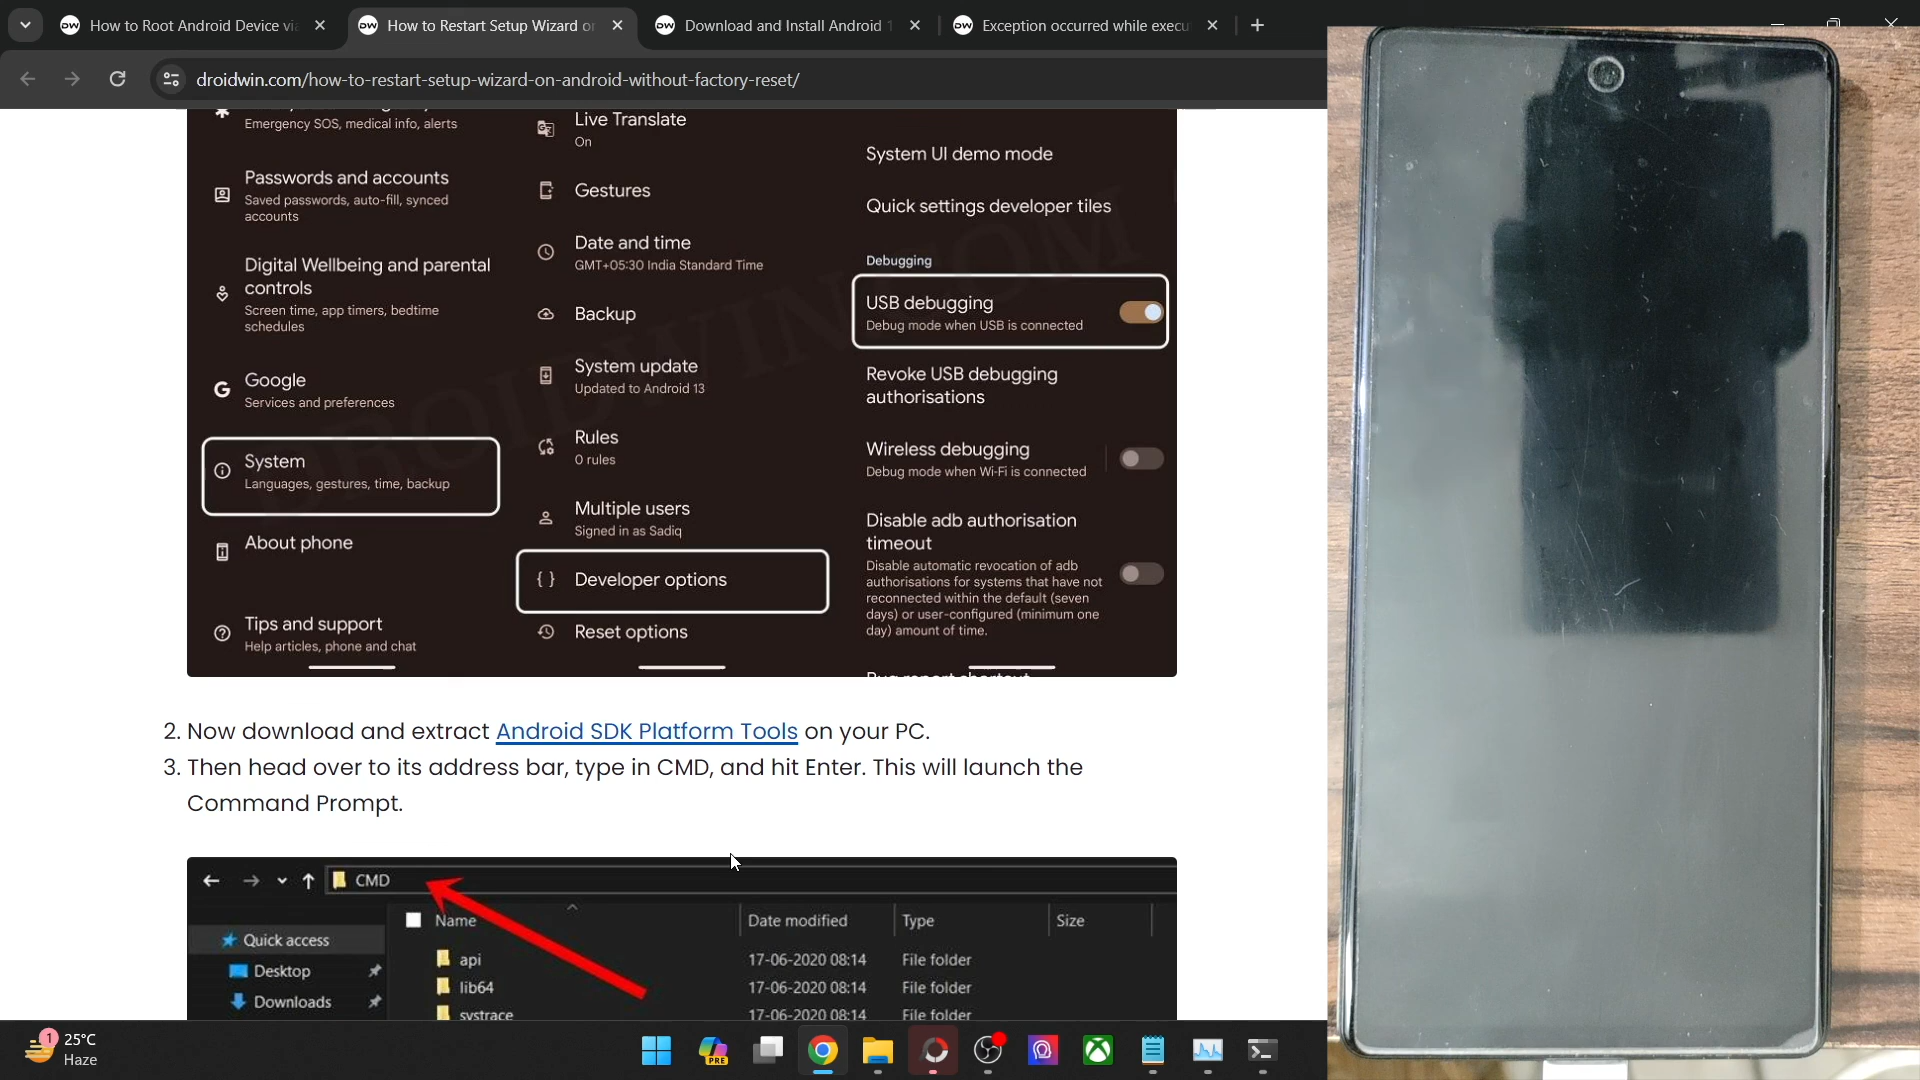 How to Root Android Device vi
How to Restart Setup Wizard or
Download and Install Android 1
Exception occurred while execu
droidwin.com/how-to-restart-setup-wizard-on-android-without-factory-reset/
Emergency SOS, medical info, alerts
Passwords and accounts
Saved passwords, auto-fill, synced
accounts
Digital Wellbeing and parental
controls
Screen time, app timers, bedtime
schedules
Google
Services and preferences
System
Languages, gestures, time, backup
About phone
Tips and support
Help articles, phone and chat
Live Translate
On
Gestures
Date and time
GMT+05:30 India Standard Time
Backup
System update
Updated to Android 13
Rules
0 rules
Multiple users
Signed in as Sadiq
{ } Developer options
Reset options
System UI demo mode
Quick settings developer tiles
Debugging
USB debugging
Debug mode when USB is connected
Revoke USB debugging
authorisations
Wireless debugging
Debug mode when Wi-Fi is connected
Disable adb authorisation
timeout
Disable automatic revocation of adb
authorisations for systems that have not
reconnected within the default (seven
days) or user-configured (minimum one
day) amount of time.
Bug report shortcut
DROIDWIN.COM
2. Now download and extract Android SDK Platform Tools on your PC.
3. Then head over to its address bar, type in CMD, and hit Enter. This will launch the
Command Prompt.
CMD
Name Date modified Type Size
Quick access
Desktop
Downloads
api 17-06-2020 08:14 File folder
lib64 17-06-2020 08:14 File folder
systrace 17-06-2020 08:14 File folder
1
25°C
Haze
PRE